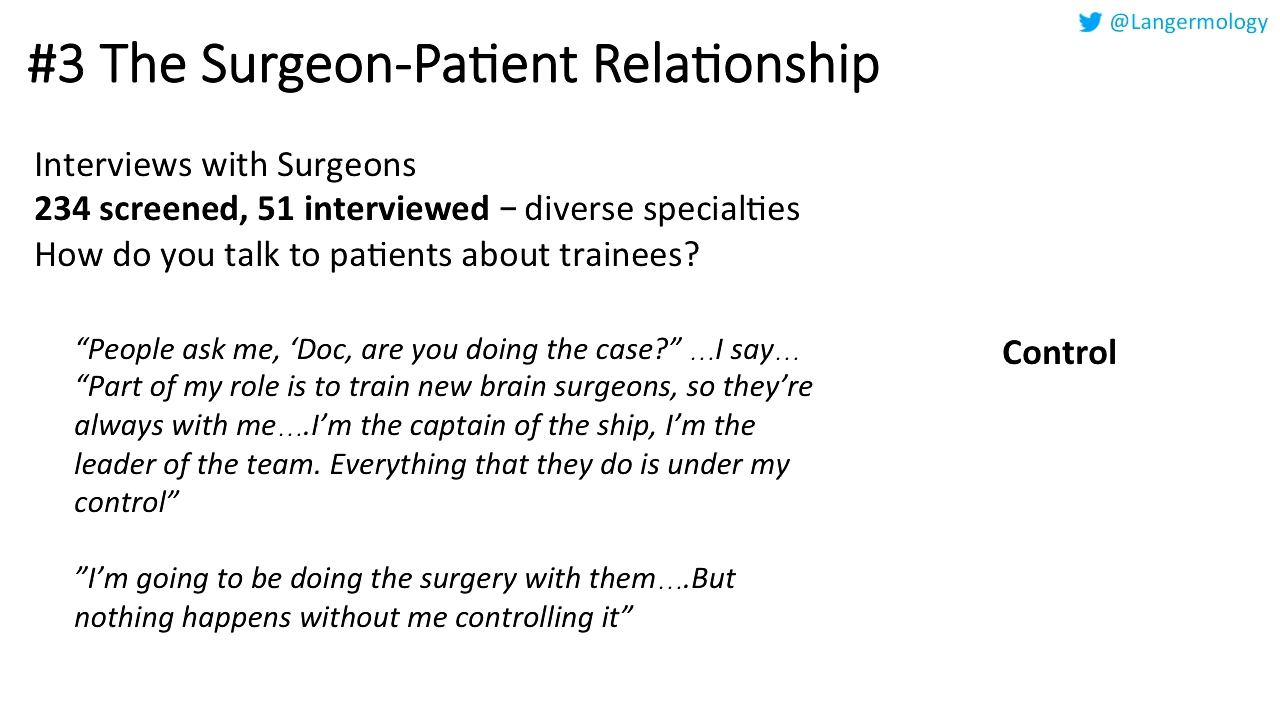 @Langermology
#3 The Surgeon-Patient Relationship
Interviews with Surgeons
234 screened, 51 interviewed – diverse specialties
How do you talk to patients about trainees?
“People ask me, ‘Doc, are you doing the case?” …I say…
“Part of my role is to train new brain surgeons, so they’re
always with me….I’m the captain of the ship, I’m the
leader of the team. Everything that they do is under my
control”
Control
”I’m going to be doing the surgery with them….But
nothing happens without me controlling it”